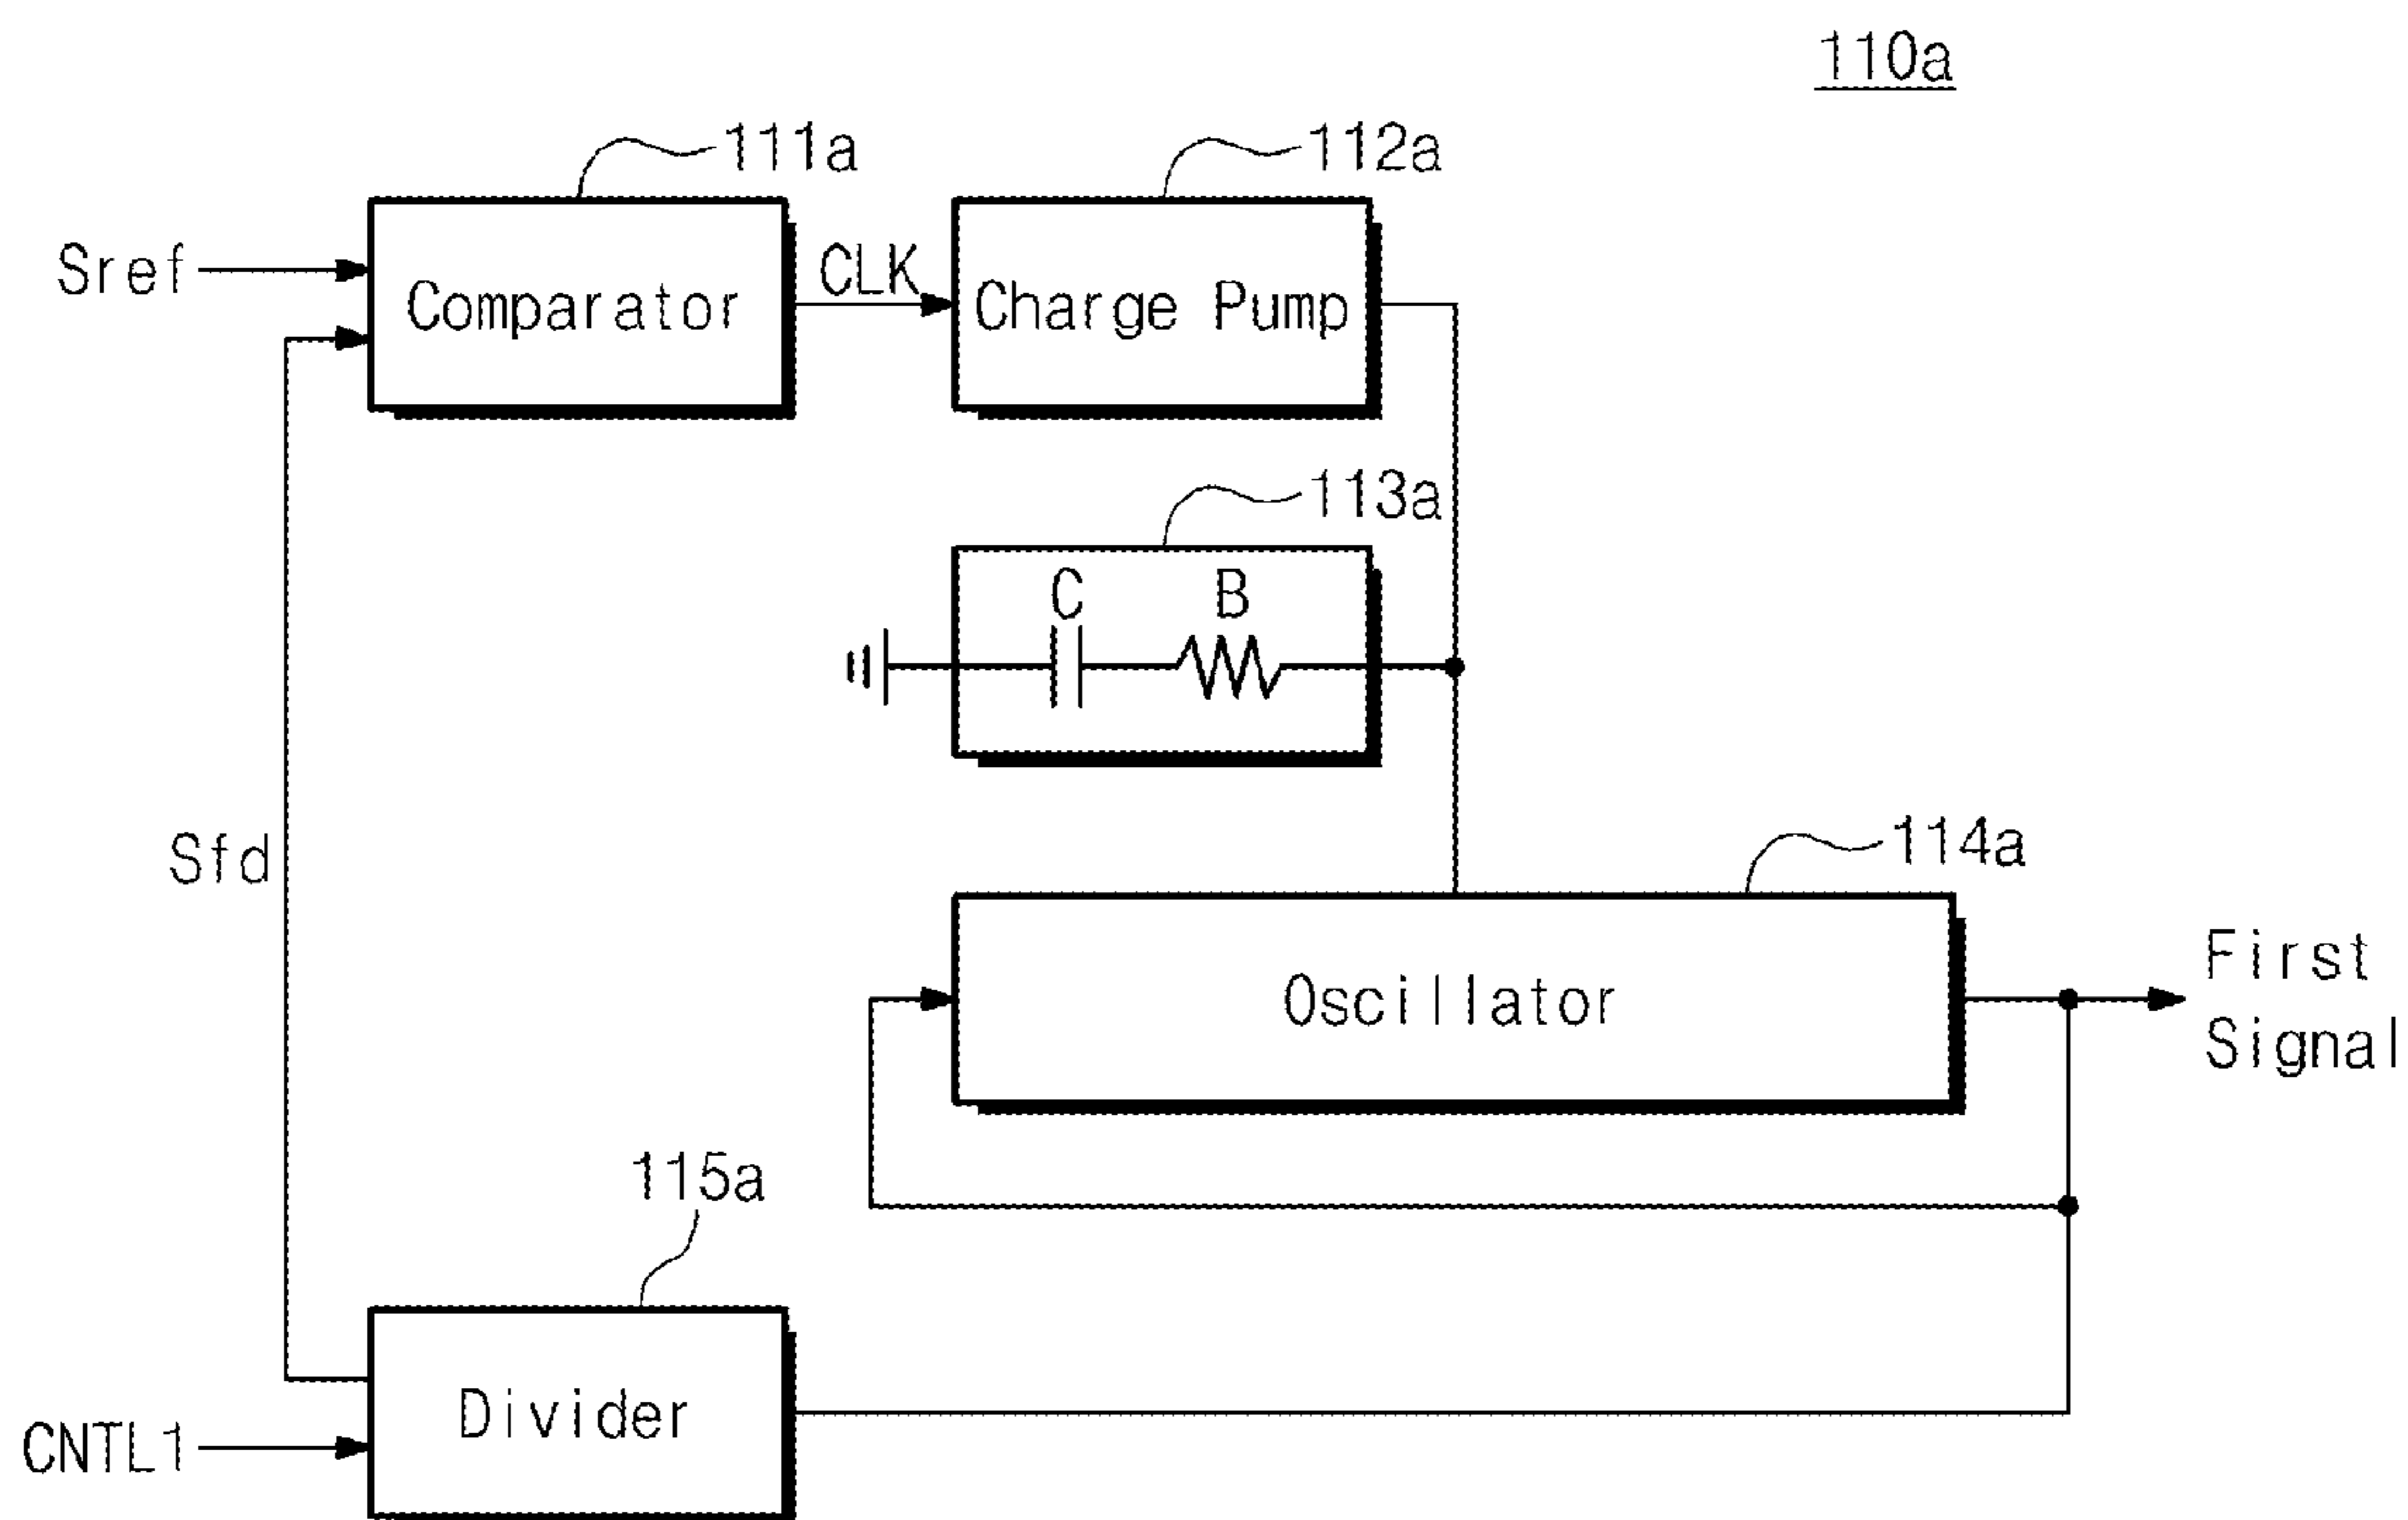 110a
111a
112a
Sref
Comparator
CLK
Charge Pump
113a
C
B
Sfd
114a
Oscillator
First
Signal
115a
Divider
CNTL1